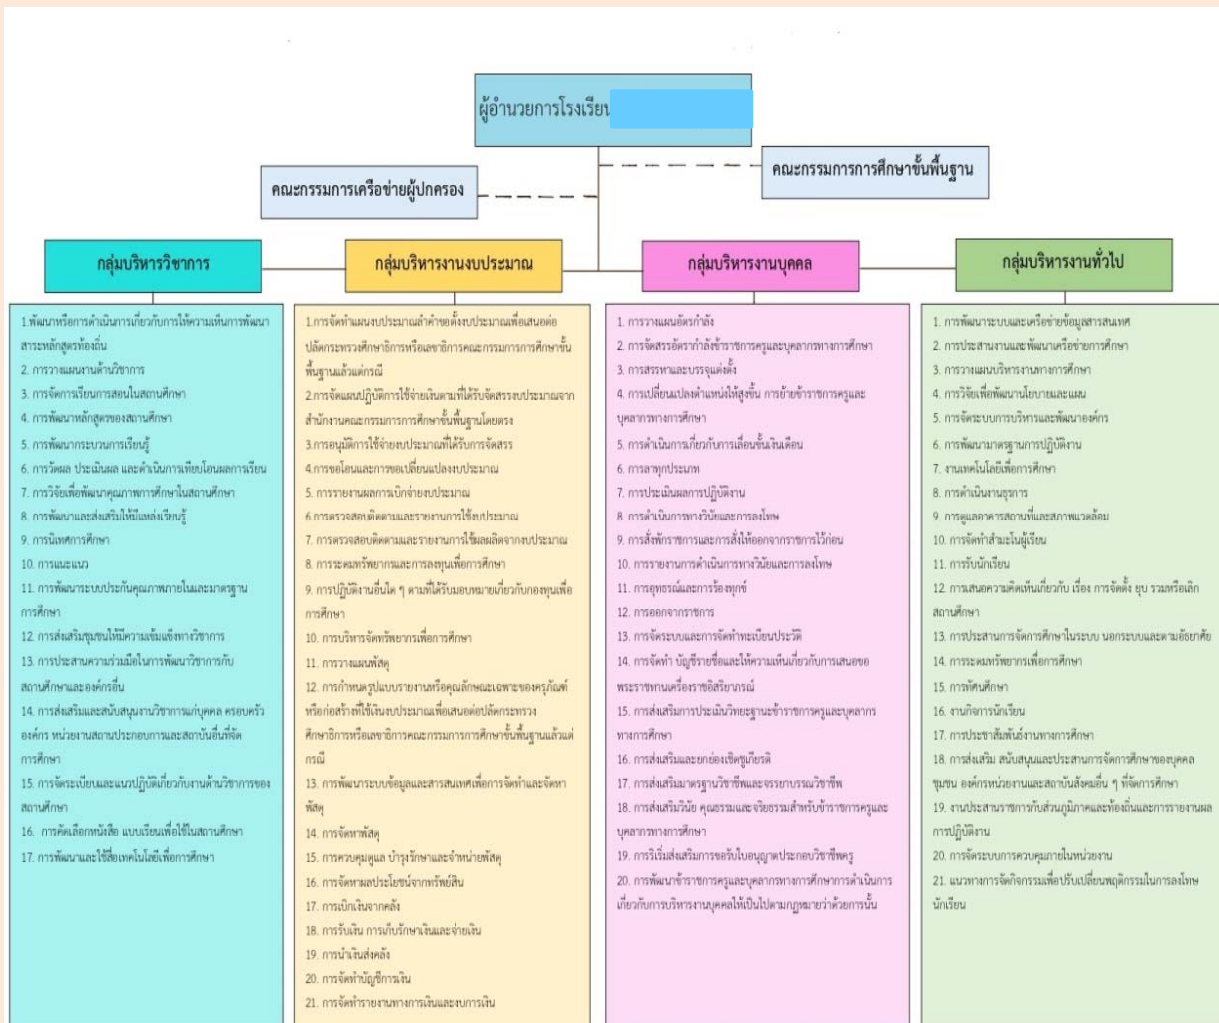 ผู้อำนวยการโรงเรียน
คณะกรรมการการศึกษาขั้นพื้นฐาน
คณะกรรมการเครือข่ายผู้ปกครอง
กลุ่มบริหารวิชาการ
กลุ่มบริหารงานงบประมาณ
กลุ่มบริหารงานบุคคล
กลุ่มบริหารงานทั่วไป
1.พัฒนาหรือการดำเนินการเกี่ยวกับการให้ความเห็นการพัฒนา
สาระหลักสูตรท้องถิ่น
2. การวางแผนงานด้านวิชาการ
3. การจัดการเรียนการสอนในสถานศึกษา
4. การพัฒนาหลักสูตรของสถานศึกษา
5. การพัฒนากระบวนการเรียนรู้
6. การวัดผล ประเมินผล และดำเนินการเทียบโอนผลการเรียน
7. การวิจัยเพื่อพัฒนาคุณภาพการศึกษาในสถานศึกษา
8. การพัฒนาและส่งเสริมให้มีแหล่งเรียนรู้
9. การนิเทศการศึกษา
10. การแนะแนว
11. การพัฒนาระบบประกันคุณภาพภายในและมาตรฐาน
การศึกษา
12. การส่งเสริมชุมชนให้มีความเข้มแข็งทางวิชาการ
13. การประสานความร่วมมือในการพัฒนาวิชาการกับ
สถานศึกษาและองค์กรอื่น
14. การส่งเสริมและสนับสนุนงานวิชาการแก่บุคคล ครอบครัว
องค์กร หน่วยงานสถานประกอบการและสถาบันอื่นที่จัด
การศึกษา
15. การจัดระเบียบและแนวปฏิบัติเกี่ยวกับงานด้านวิชาการของ
สถานศึกษา
16. การคัดเลือกหนังสือ แบบเรียนเพื่อใช้ในสถานศึกษา
17. การพัฒนาและใช้สื่อเทคโนโลยีเพื่อการศึกษา
1.การจัดทำแผนงบประมาณลำคำขอตั้งงบประมาณเพื่อเสนอต่อ
ปลัดกระทรวงศึกษาธิการหรือเลขาธิการคณะกรรมการการศึกษาขั้น
พื้นฐานแล้วแต่กรณี
2.การจัดแผนปฏิบัติการใช้จ่ายเงินตามที่ได้รับจัดสรรงบประมาณจาก
สำนักงานคณะกรรมการการศึกษาขั้นพื้นฐานโดยตรง
3.การอนุมัติการใช้จ่ายงบประมาณที่ได้รับการจัดสรร
4.การขอโอนและการขอเปลี่ยนแปลงงบประมาณ
5. การรายงานผลการเบิกจ่ายงบประมาณ
6 การตรวจสอบติดตามและรายงานการใช้งบประมาณ
7. การตรวจสอบติดตามและรายงานการใช้ผลผลิตจากงบประมาณ
8. การระดมทรัพยากรและการลงทุนเพื่อการศึกษา
9. การปฏิบัติงานอื่นใด ๆ ตามที่ได้รับมอบหมายเกี่ยวกับกองทุนเพื่อ
การศึกษา
10. การบริหารจัดทรัพยากรเพื่อการศึกษา
11. การวางแผนพัสดุ
12. การกำหนดรูปแบบรายงานหรือคุณลักษณะเฉพาะของครุภัณฑ์
หรือก่อสร้างที่ใช้เงินงบประมาณเพื่อเสนอต่อปลัดกระทรวง
ศึกษาธิการหรือเลขาธิการคณะกรรมการการศึกษาขั้นพื้นฐานแล้วแต่
กรณี
13. การพัฒนาระบบข้อมูลและสารสนเทศเพื่อการจัดทำและจัดหา
พัสดุ
14. การจัดหาพัสดุ
15. การควบคุมดูแล บำรุงรักษาและจำหน่ายพัสดุ
16. การจัดหาผลประโยชน์จากทรัพย์สิน
17. การเบิกเงินจากคลัง
18. การรับเงิน การเก็บรักษาเงินและจ่ายเงิน
19. การนำเงินส่งคลัง
20. การจัดทำบัญชีการเงิน
21. การจัดทำรายงานทางการเงินและงบการเงิน
1. การวางแผนอัตรกำลัง
2. การจัดสรรอัตรากำลังข้าราชการครูและบุคลากรทางการศึกษา
3. การสรรหาและบรรจุแต่งตั้ง
4. การเปลี่ยนแปลงตำแหน่งให้สูงขึ้น การย้ายข้าราชการครูและ
บุคลากรทางการศึกษา
5. การดำเนินการเกี่ยวกับการเลื่อนขั้นเงินเดือน
6. การลาทุกประเภท
7. การประเมินผลการปฏิบัติงาน
8. การดำเนินการทางวินัยและการลงโทษ
9. การสั่งพักราชการและการสั่งให้ออกจากราชการไว้ก่อน
10. การรายงานการดำเนินการทางวินัยและการลงโทษ
11. การอุทธรณ์และการร้องทุกข์
12. การออกจากราชการ
13. การจัดระบบและการจัดทำทะเบียนประวัติ
14. การจัดทำ บัญชีรายชื่อและให้ความเห็นเกี่ยวกับการเสนอขอ
พระราชทานเครื่องราชอิสริยาภรณ์
15. การส่งเสริมการประเมินวิทยะฐานะข้าราชการครูและบุคลากร
ทางการศึกษา
16. การส่งเสริมและยกย่องเชิดชูเกียรติ
17. การส่งเสริมมาตรฐานวิชาชีพและจรรยาบรรณวิชาชีพ
18. การส่งเสริมวินัย คุณธรรมและจริยธรรมสำหรับข้าราชการครูและ
บุคลากรทางการศึกษา
19. การริเริ่มส่งเสริมการขอรับใบอนุญาตประกอบวิชาชีพครู
20. การพัฒนาข้าราชการครูและบุคลากรทางการศึกษาการดำเนินการ
เกี่ยวกับการบริหารงานบุคคลให้เป็นไปตามกฎหมายว่าด้วยการนั้น
1. การพัฒนาระบบและเครือข่ายข้อมูลสารสนเทศ
2. การประสานงานและพัฒนาเครือข่ายการศึกษา
3. การวางแผนบริหารงานทางการศึกษา
4. การวิจัยเพื่อพัฒนานโยบายและแผน
5. การจัดระบบการบริหารและพัฒนาองค์กร
6. การพัฒนามาตรฐานการปฏิบัติงาน
7. งานเทคโนโลยีเพื่อการศึกษา
8. การดำเนินงานธุรการ
9. การดูแลอาคารสถานที่และสภาพแวดล้อม
10. การจัดทำสำมะโนผู้เรียน
11. การรับนักเรียน
12. การเสนอความคิดเห็นเกี่ยวกับ เรื่อง การจัดตั้ง ยุบ รวมหรือเลิก
สถานศึกษา
13. การประสานการจัดการศึกษาในระบบ นอกระบบและตามอัธยาศัย
14. การระดมทรัพยากรเพื่อการศึกษา
15. การทัศนศึกษา
16. งานกิจการนักเรียน
17. การประชาสัมพันธ์งานทางการศึกษา
18. การส่งเสริม สนับสนุนและประสานการจัดการศึกษาของบุคคล
ชุมชน องค์กรหน่วยงานและสถาบันสังคมอื่น ๆ ที่จัดการศึกษา
19. งานประสานราชการกับส่วนภูมิภาคและท้องถิ่นและการรายงานผล
การปฏิบัติงาน
20. การจัดระบบการควบคุมภายในหน่วยงาน
21. แนวทางการจัดกิจกรรมเพื่อปรับเปลี่ยนพฤติกรรมในการลงโทษ
นักเรียน